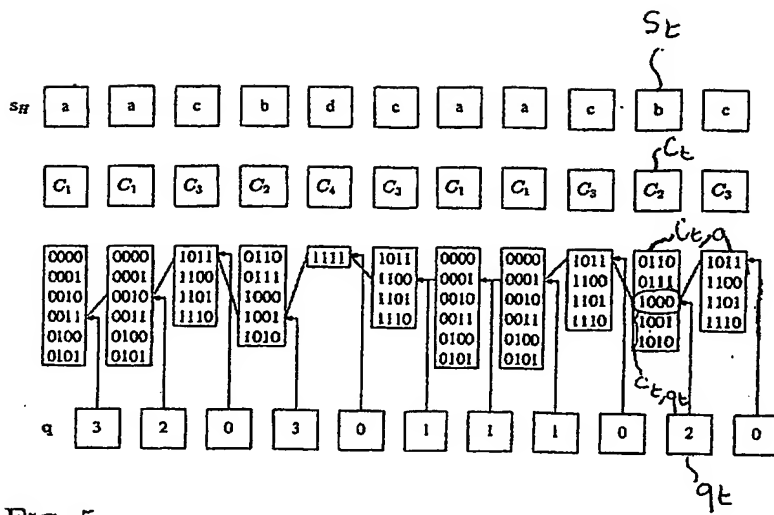 St
s_H a a c b d c a a c b c
Ct
C1 C1 C3 C2 C4 C3 C1 C1 C3 C2 C3
Ct,0
0000 0000 1011 0110 1111 1011 0000 0000 1011 0110 1011
0001 0001 1100 0111 1100 0001 0001 1100 0111 1100
0010 0010 1101 1000 1101 0010 0010 1101 1000 1101
0011 0011 1110 1001 1110 0011 0011 1110 1001 1110
0100 0100 1010 0100 0100 1010
0101 0101 0101 0101
Ct,qt
q 3 2 0 3 0 1 1 1 0 2 0
qt